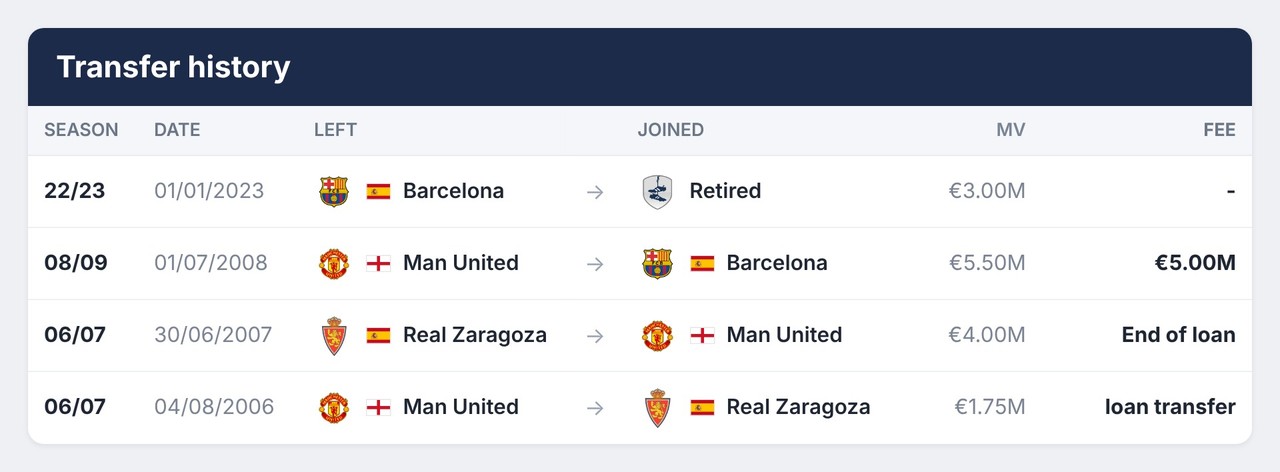 Transfer history
SEASON DATE LEFT JOINED MV FEE
22/23 01/01/2023 Barcelona → Retired €3.00M -
08/09 01/07/2008 Man United → Barcelona €5.50M €5.00M
06/07 30/06/2007 Real Zaragoza → Man United €4.00M End of loan
06/07 04/08/2006 Man United → Real Zaragoza €1.75M loan transfer